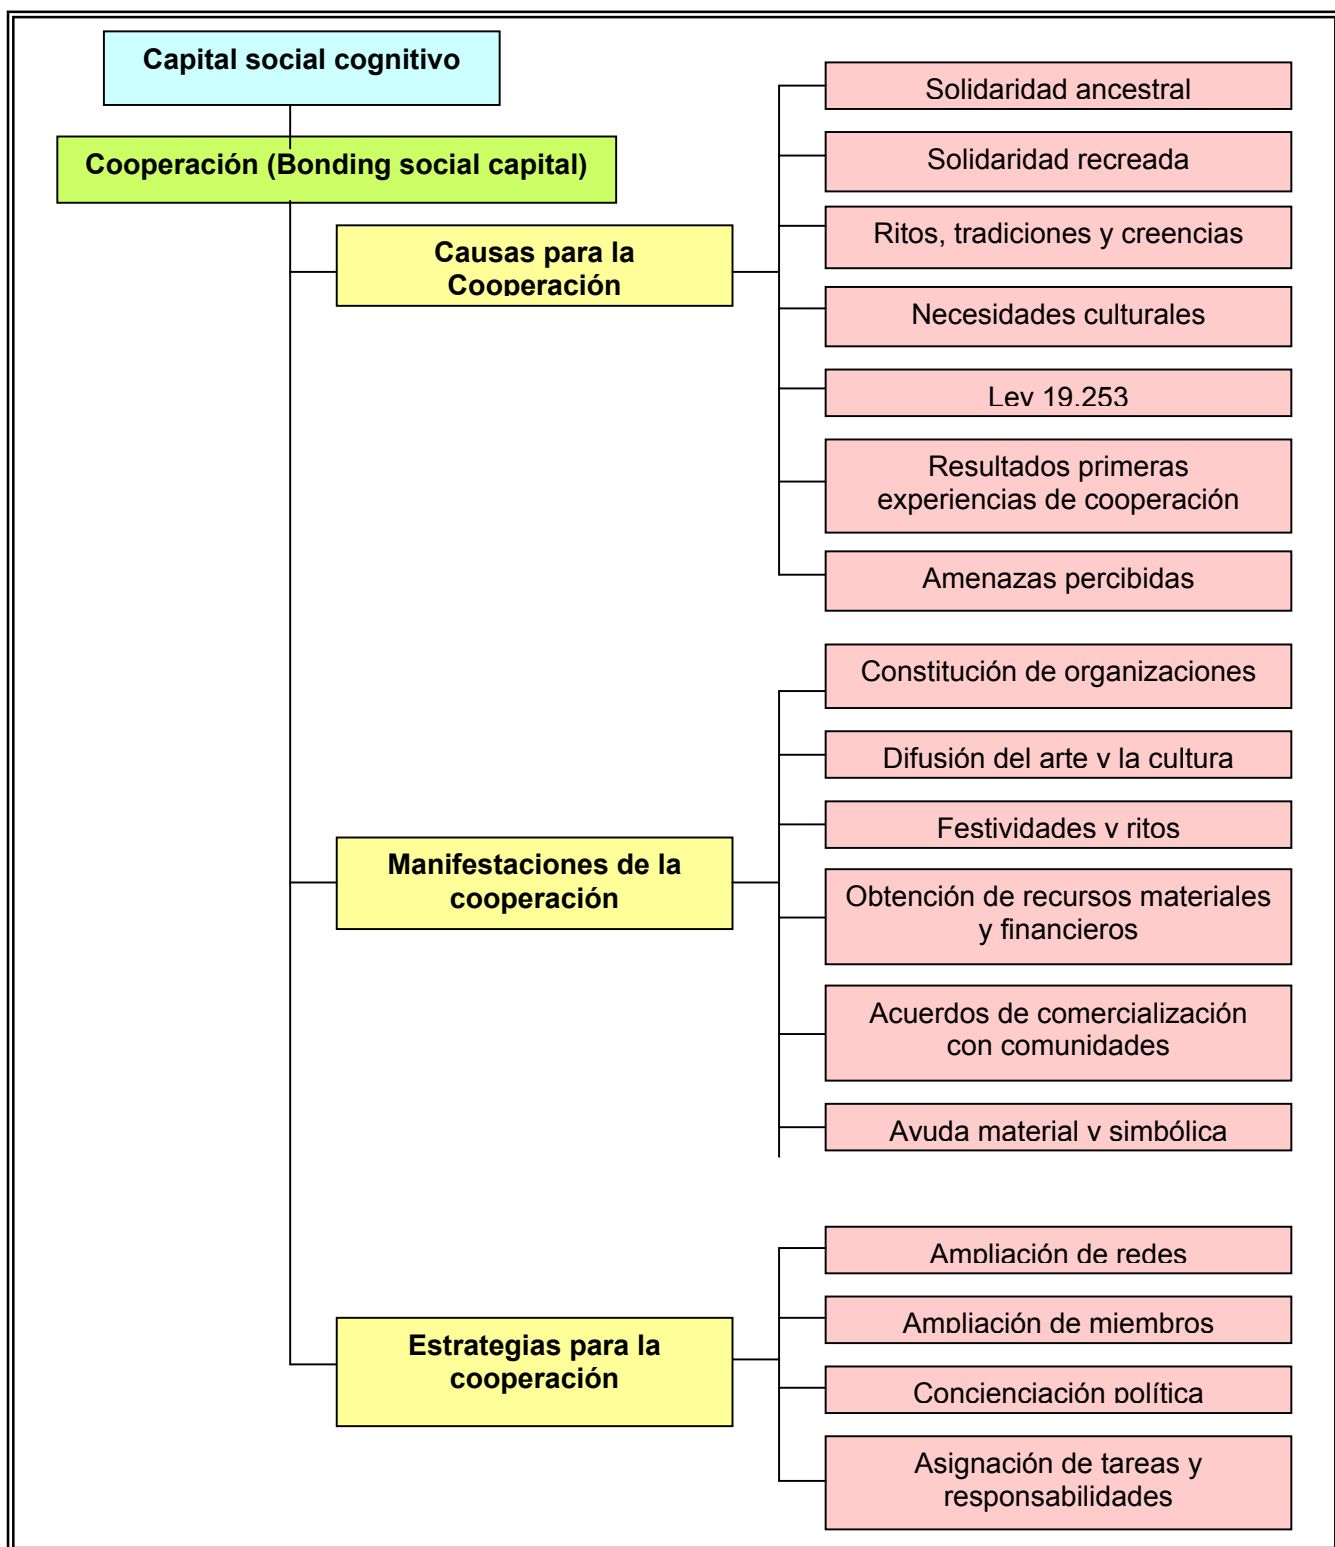 Capital social cognitivo
Cooperación (Bonding social capital)
Causas para la
Cooperación
Solidaridad ancestral
Solidaridad recreada
Ritos, tradiciones y creencias
Necesidades culturales
Ley 19.253
Resultados primeras
experiencias de cooperación
Amenazas percibidas
Manifestaciones de la
cooperación
Constitución de organizaciones
Difusión del arte y la cultura
Festividades y ritos
Obtención de recursos materiales
y financieros
Acuerdos de comercialización
con comunidades
Ayuda material y simbólica
Estrategias para la
cooperación
Ampliación de redes
Ampliación de miembros
Concienciación política
Asignación de tareas y
responsabilidades